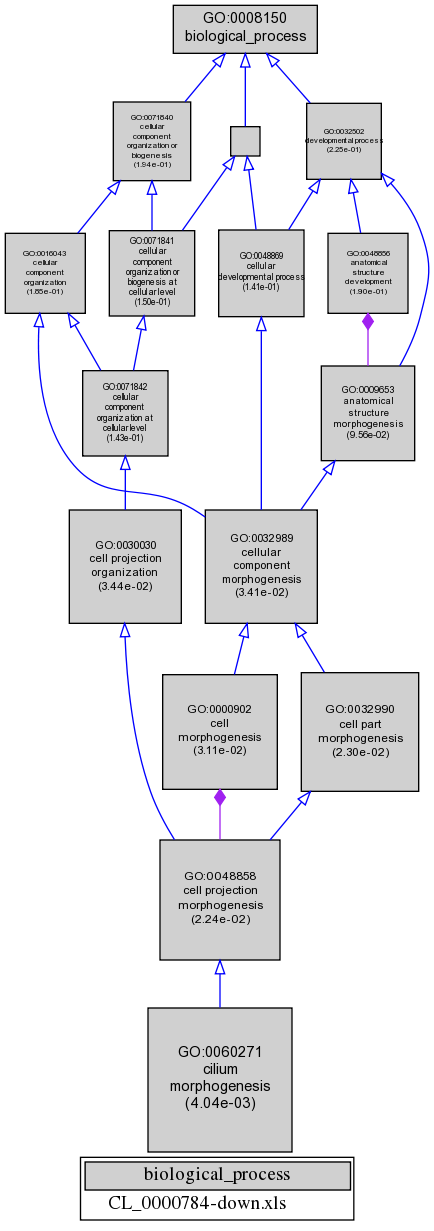 GO:0008150
biological_process
GO:0071840
cellular
component
organization or
biogenesis
(1.94e-01)
GO:0032502
developmental process
(2.25e-01)
GO:0016043
cellular
component
organization
(1.85e-01)
GO:0071841
cellular
component
organization or
biogenesis at
cellular level
(1.50e-01)
GO:0048869
cellular
developmental process
(1.41e-01)
GO:0048856
anatomical
structure
development
(1.90e-01)
GO:0071842
cellular
component
organization at
cellular level
(1.43e-01)
GO:0009653
anatomical
structure
morphogenesis
(9.56e-02)
GO:0030030
cell projection
organization
(3.44e-02)
GO:0032989
cellular
component
morphogenesis
(3.41e-02)
GO:0000902
cell
morphogenesis
(3.11e-02)
GO:0032990
cell part
morphogenesis
(2.30e-02)
GO:0048858
cell projection
morphogenesis
(2.24e-02)
GO:0060271
cilium
morphogenesis
(4.04e-03)
biological_process
CL_0000784-down.xls